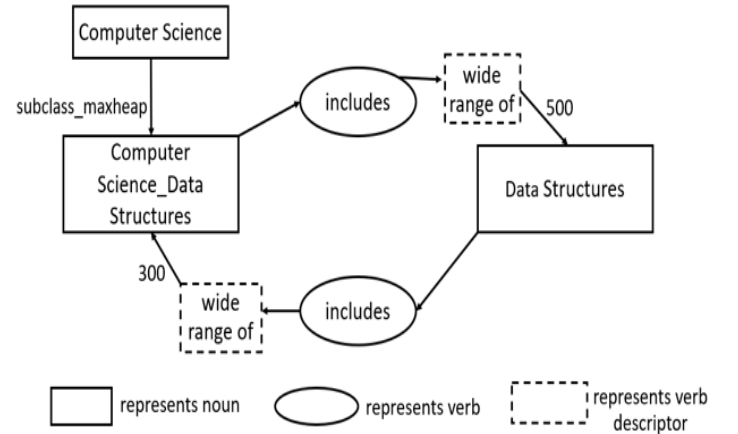 Computer Science
subclass_maxheap
Computer
Science_Data
Structures
includes
wide
range of
500
Data Structures
includes
wide
range of
300
represents noun
represents verb
represents verb
descriptor